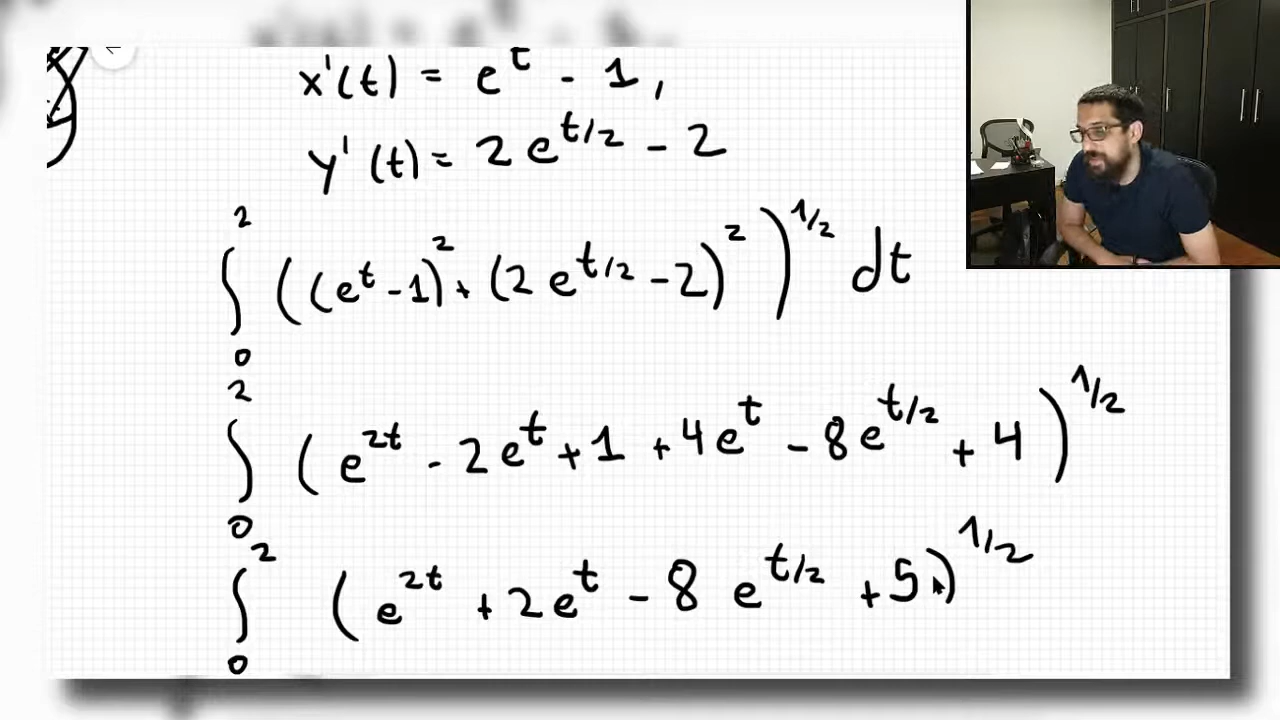 x'(t) = e^t - 1,
y'(t) = 2e^{t/2} - 2
∫_0^2 ((e^t - 1)^2 + (2e^{t/2} - 2)^2)^{1/2} dt
∫_0^2 (e^{2t} - 2e^t + 1 + 4e^t - 8e^{t/2} + 4)^{1/2}
∫_0^2 (e^{2t} + 2e^t - 8e^{t/2} + 5)^{1/2}